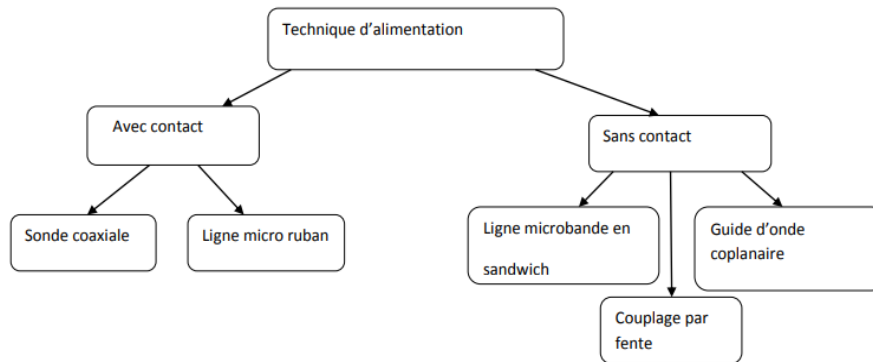 Technique d’alimentation
Avec contact
Sans contact
Sonde coaxiale
Ligne micro ruban
Ligne microbande en
sandwich
Guide d’onde
coplanaire
Couplage par
fente